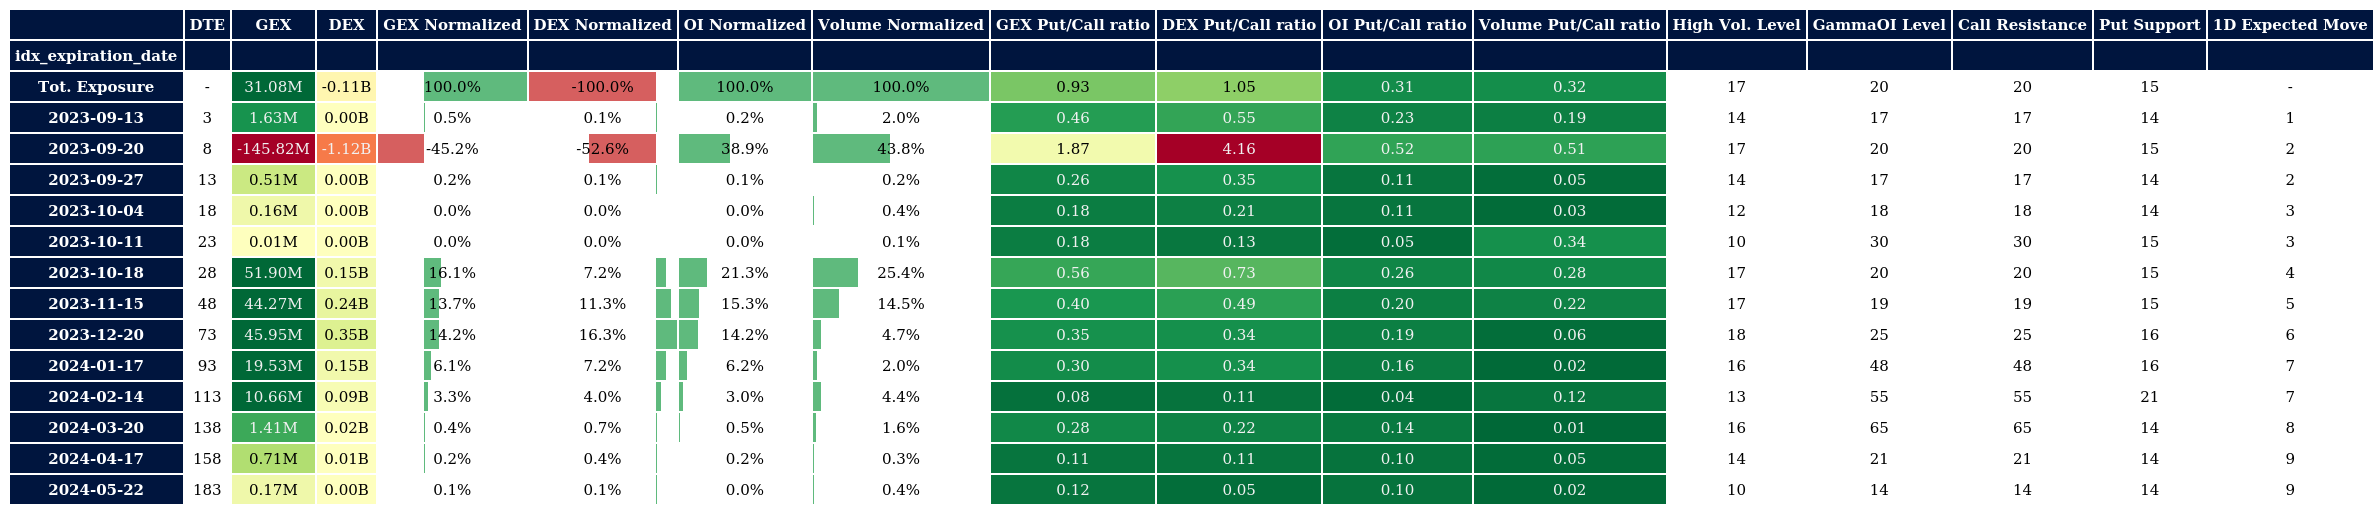 DTE GEX DEX GEX Normalized DEX Normalized OI Normalized Volume Normalized GEX Put/Call ratio DEX Put/Call ratio OI Put/Call ratio Volume Put/Call ratio High Vol. Level GammaOI Level Call Resistance Put Support 1D Expected Move
idx_expiration_date
Tot. Exposure - 31.08M -0.11B 100.0% -100.0% 100.0% 100.0% 0.93 1.05 0.31 0.32 17 20 20 15 -
2023-09-13 3 1.63M 0.00B 0.5% 0.1% 0.2% 2.0% 0.46 0.55 0.23 0.19 14 17 17 14 1
2023-09-20 8 -145.82M -1.12B -45.2% -52.6% 38.9% 43.8% 1.87 4.16 0.52 0.51 17 20 20 15 2
2023-09-27 13 0.51M 0.00B 0.2% 0.1% 0.1% 0.2% 0.26 0.35 0.11 0.05 14 17 17 14 2
2023-10-04 18 0.16M 0.00B 0.0% 0.0% 0.0% 0.4% 0.18 0.21 0.11 0.03 12 18 18 14 3
2023-10-11 23 0.01M 0.00B 0.0% 0.0% 0.0% 0.1% 0.18 0.13 0.05 0.34 10 30 30 15 3
2023-10-18 28 51.90M 0.15B 16.1% 7.2% 21.3% 25.4% 0.56 0.73 0.26 0.28 17 20 20 15 4
2023-11-15 48 44.27M 0.24B 13.7% 11.3% 15.3% 14.5% 0.40 0.49 0.20 0.22 17 19 19 15 5
2023-12-20 73 45.95M 0.35B 14.2% 16.3% 14.2% 4.7% 0.35 0.34 0.19 0.06 18 25 25 16 6
2024-01-17 93 19.53M 0.15B 6.1% 7.2% 6.2% 2.0% 0.30 0.34 0.16 0.02 16 48 48 16 7
2024-02-14 113 10.66M 0.09B 3.3% 4.0% 3.0% 4.4% 0.08 0.11 0.04 0.12 13 55 55 21 7
2024-03-20 138 1.41M 0.02B 0.4% 0.7% 0.5% 1.6% 0.28 0.22 0.14 0.01 16 65 65 14 8
2024-04-17 158 0.71M 0.01B 0.2% 0.4% 0.2% 0.3% 0.11 0.11 0.10 0.05 14 21 21 14 9
2024-05-22 183 0.17M 0.00B 0.1% 0.1% 0.0% 0.4% 0.12 0.05 0.10 0.02 10 14 14 14 9